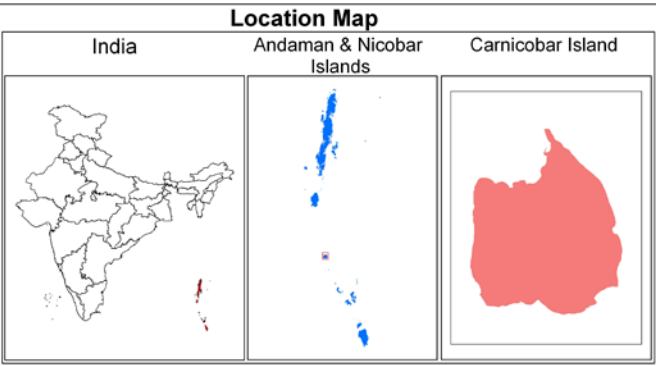 Location Map
India
Andaman & Nicobar
Islands
Carnicobar Island